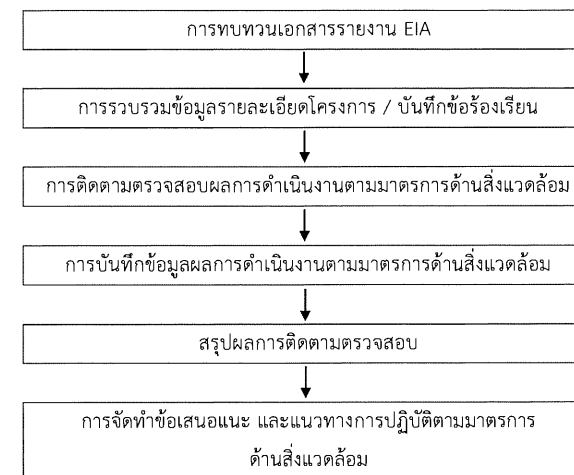 การทบทวนเอกสารรายงาน EIA
การรวบรวมข้อมูลรายละเอียดโครงการ / บันทึกข้อร้องเรียน
การติดตามตรวจสอบผลการดำเนินงานตามมาตรการด้านสิ่งแวดล้อม
การบันทึกข้อมูลผลการดำเนินงานตามมาตรการด้านสิ่งแวดล้อม
สรุปผลการติดตามตรวจสอบ
การจัดทำข้อเสนอแนะ และแนวทางการปฏิบัติตามมาตรการ
ด้านสิ่งแวดล้อม